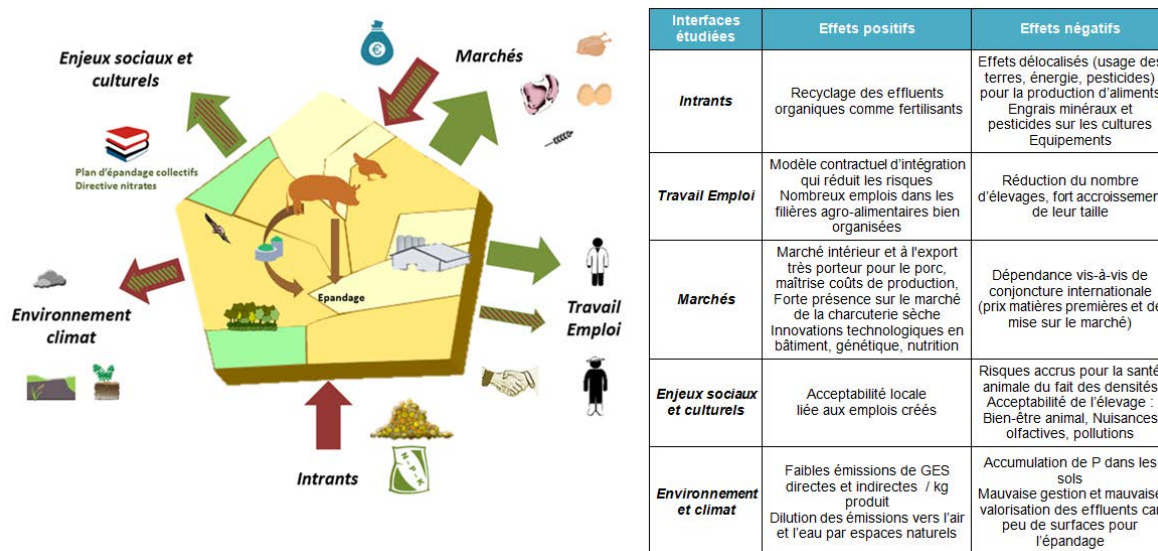 Enjeux sociaux et
culturels
Marchés
Plan d'épandage collectifs
Directive nitrates
Environnement
climat
Epandage
Travail
Emploi
Intrants
N-P-K
Interfaces
étudiées
Effets positifs
Effets négatifs
Intrants
Recyclage des effluents
organiques comme fertilisants
Effets délocalisés (usage des
terres, énergie, pesticides)
pour la production d'aliments
Engrais minéraux et
pesticides sur les cultures
Equipements
Travail Emploi
Modèle contractuel d'intégration
qui réduit les risques
Nombreux emplois dans les
filières agro-alimentaires bien
organisées
Réduction du nombre
d'élevages, fort accroissemen
de leur taille
Marchés
Marché intérieur et à l'export
très porteur pour le porc,
maîtrise coûts de production,
Forte présence sur le marché
de la charcuterie sèche
Innovations technologiques en
bâtiment, génétique, nutrition
Dépendance vis-à-vis de
conjoncture internationale
(prix matières premières et de
mise sur le marché)
Enjeux sociaux
et culturels
Acceptabilité locale
liée aux emplois créés
Risques accrus pour la santé
animale du fait des densités
Acceptabilité de l'élevage :
Bien-être animal, Nuisances
olfactives, pollutions
Environnement
et climat
Faibles émissions de GES
directes et indirectes / kg
produit
Dilution des émissions vers l'air
et l'eau par espaces naturels
Accumulation de P dans les
sols
Mauvaise gestion et mauvaise
valorisation des effluents car
peu de surfaces pour
l'épandage